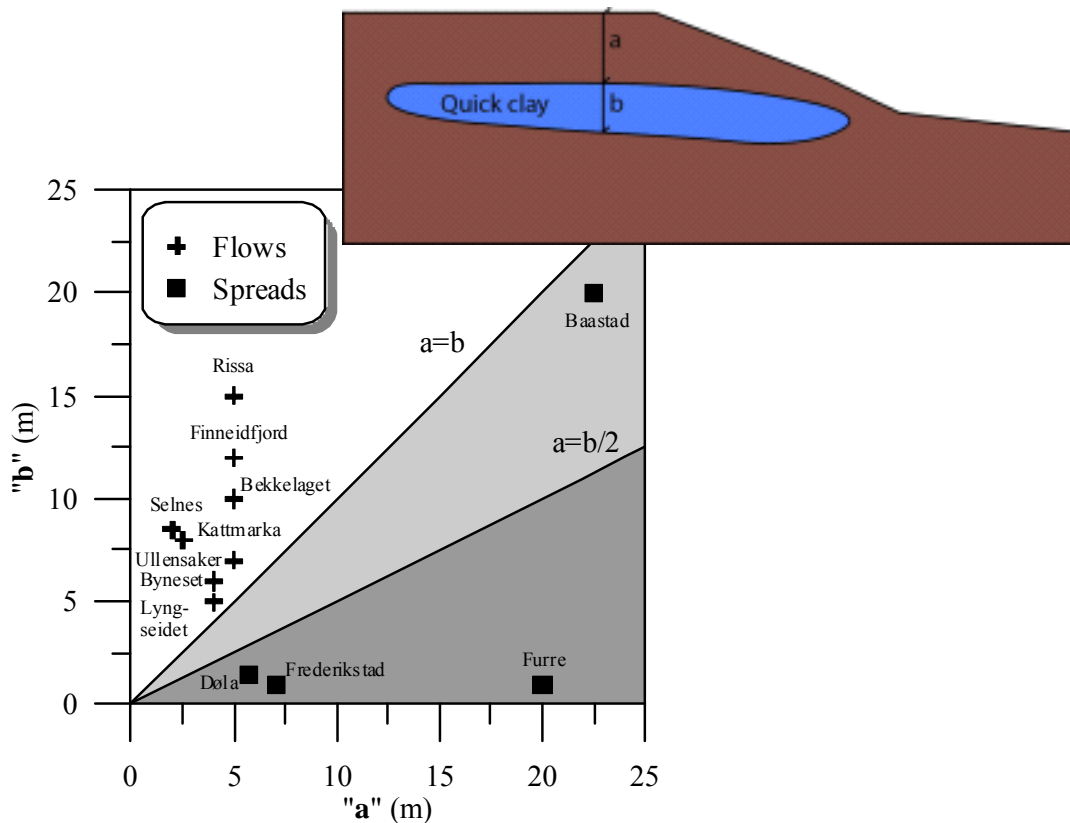 a
Quick clay
b
25
20
15
10
5
0
"b" (m)
Flows
Spreads
a=b
a=b/2
Baastad
Rissa
Finneidfjord
Bekkelaget
Selnes
Kattmarka
Ullensaker
Byneset
Lyng-
seidet
Døla
Frederikstad
Furre
0 5 10 15 20 25
"a" (m)